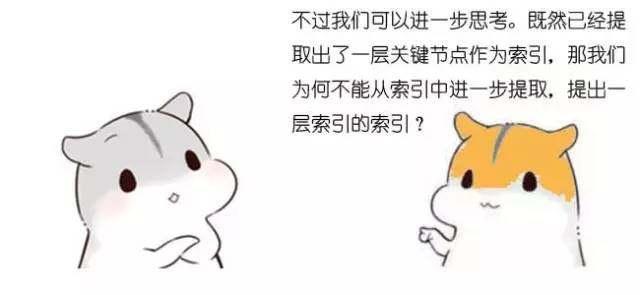 不过我们可以进一步思考。既然已经提
取出了一层关键节点作为索引，那我们
为何不能从索引中进一步提取，提出一
层索引的索引？